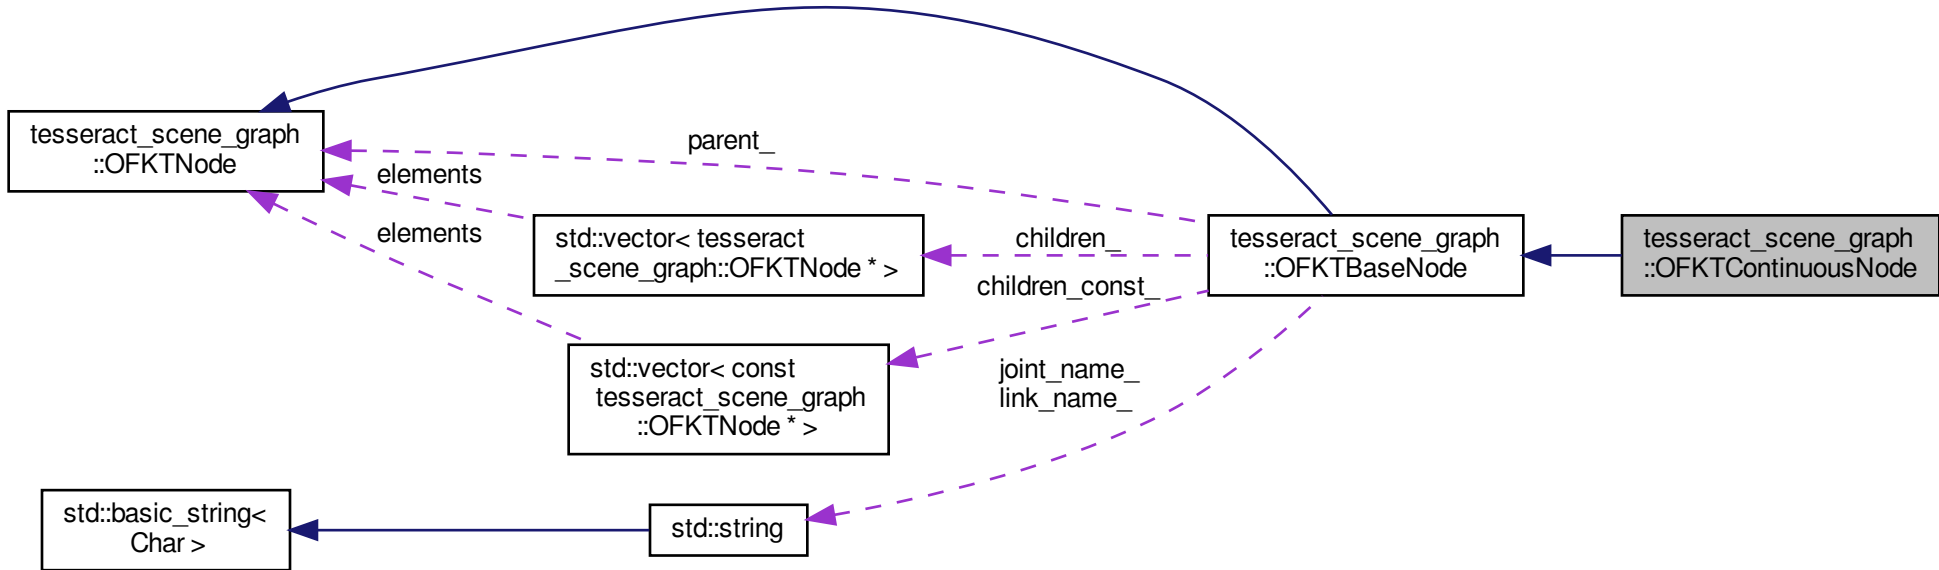 tesseract_scene_graph
::OFKTNode
parent_
elements
elements
std::vector< tesseract
_scene_graph::OFKTNode * >
children_
children_const_
tesseract_scene_graph
::OFKTBaseNode
tesseract_scene_graph
::OFKTContinuousNode
std::vector< const
tesseract_scene_graph
::OFKTNode * >
joint_name_
link_name_
std::basic_string<
Char >
std::string